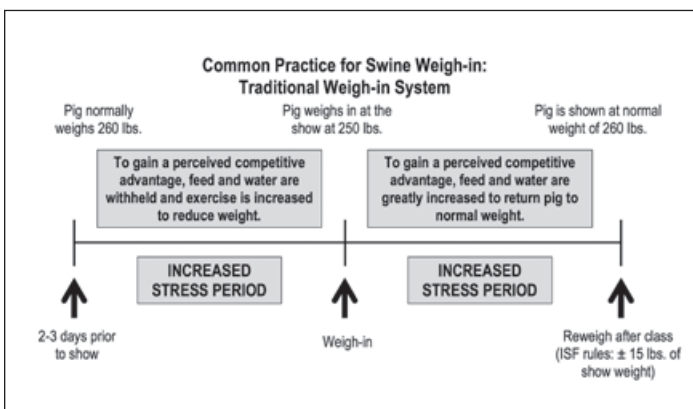 Common Practice for Swine Weigh-in:
Traditional Weigh-in System
Pig normally
weighs 260 lbs.
Pig weighs in at the
show at 250 lbs.
Pig is shown at normal
weight of 260 lbs.
To gain a perceived competitive
advantage, feed and water are
withheld and exercise is increased
to reduce weight.
To gain a perceived competitive
advantage, feed and water are
greatly increased to return pig to
normal weight.
INCREASED
STRESS PERIOD
INCREASED
STRESS PERIOD
2-3 days prior
to show
Weigh-in
Reweigh after class
(ISF rules: ± 15 lbs. of
show weight)